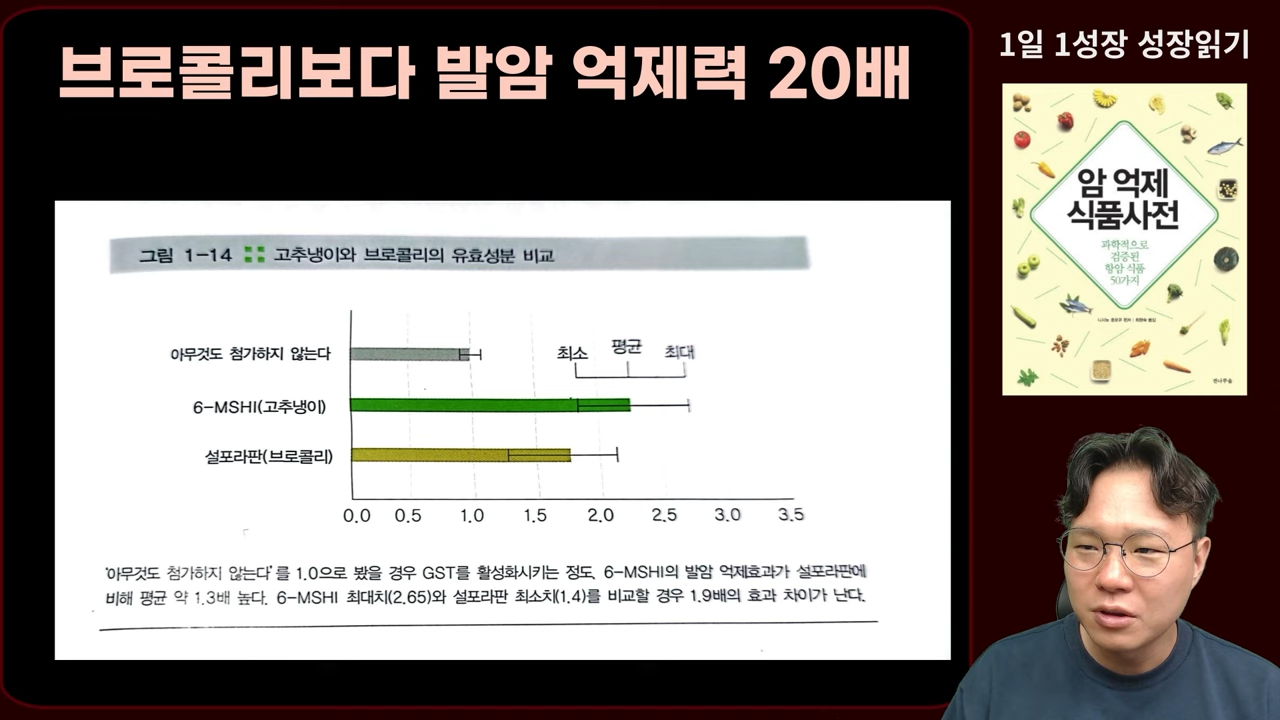 브로콜리보다 발암 억제력 20배
1일 1성장 성장읽기
암 억제
식품사전
과학적으로
검증된
항암 식품
50가지
그림 1-14 고추냉이와 브로콜리의 유효성분 비교
아무것도 첨가하지 않는다
최소 평균 최대
6-MSHI(고추냉이)
설포라판(브로콜리)
0.0 0.5 1.0 1.5 2.0 2.5 3.0 3.5
'아무것도 첨가하지 않는다'를 1.0으로 봤을 경우 GST를 활성화시키는 정도. 6-MSHI의 발암 억제효과가 설포라판에
비해 평균 약 1.3배 높다. 6-MSHI 최대치(2.65)와 설포라판 최소치(1.4)를 비교할 경우 1.9배의 효과 차이가 난다.